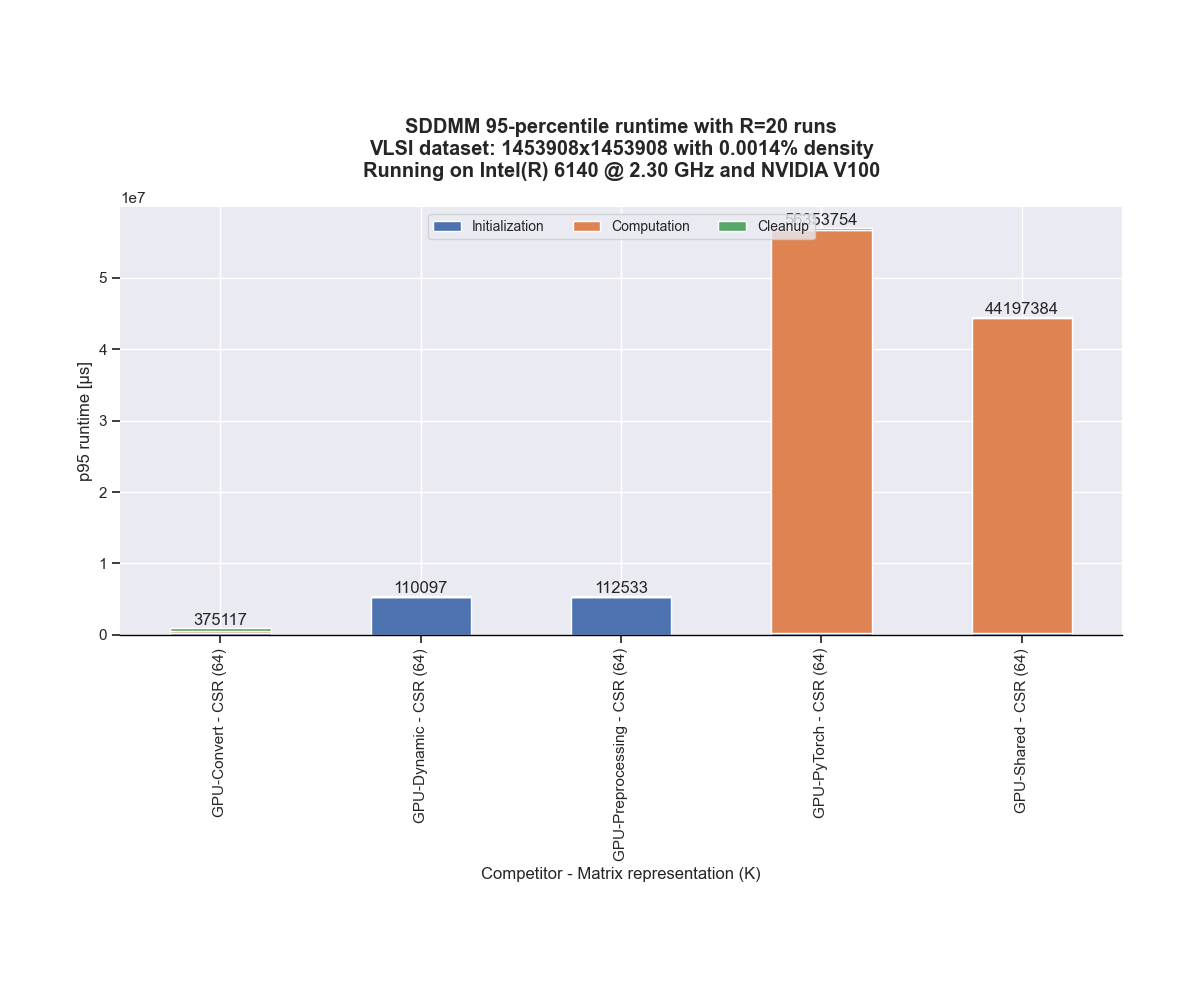 SDDMM 95-percentile runtime with R=20 runs
VLSI dataset: 1453908x1453908 with 0.0014% density
Running on Intel(R) 6140 @ 2.30 GHz and NVIDIA V100
1e7
Initialization
Computation
Cleanup
56353754
44197384
110097
112533
375117
5
4
3
2
1
0
p95 runtime [µs]
GPU-Convert - CSR (64)
GPU-Dynamic - CSR (64)
GPU-Preprocessing - CSR (64)
GPU-PyTorch - CSR (64)
GPU-Shared - CSR (64)
Competitor - Matrix representation (K)